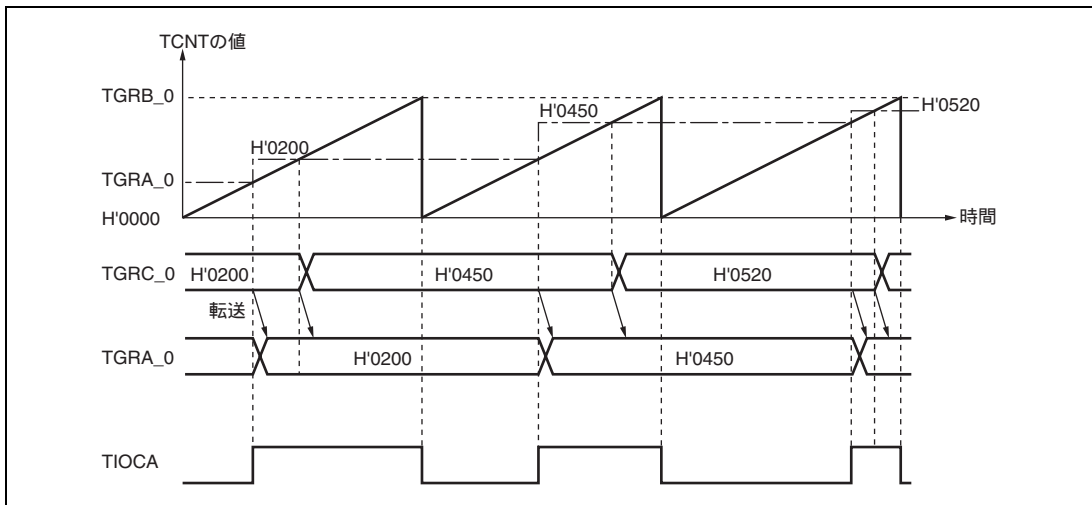 TCNTの値
TGRB_0
H'0450
H'0520
H'0200
TGRA_0
H'0000
時間
TGRC_0
H'0200
H'0450
H'0520
転送
TGRA_0
H'0200
H'0450
TIOCA